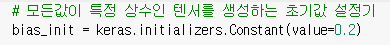 # 모든값이 특정 상수인 텐서를 생성하는 초기값 설정기
bias_init = keras.initializers.Constant(value=0.2)